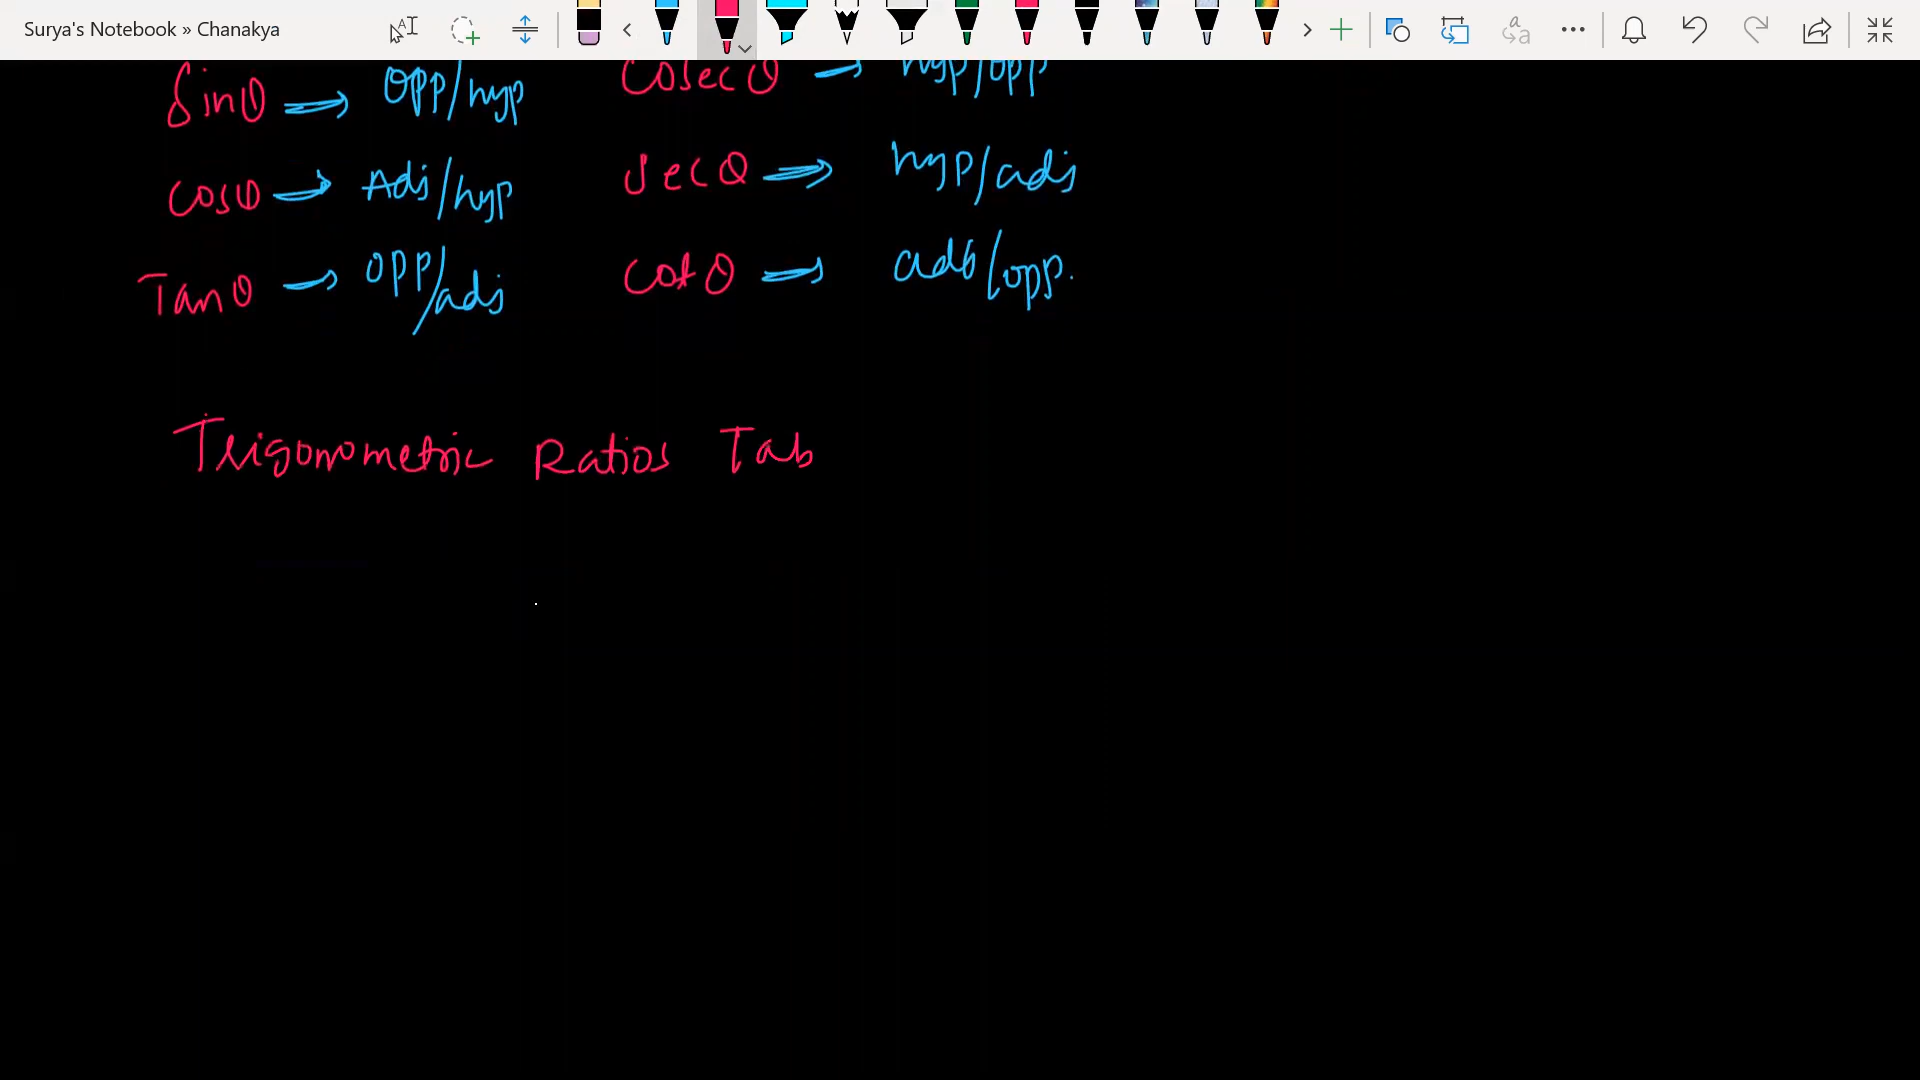 Surya's Notebook » Chanakya
Sinθ → Opp/hyp Cosecθ → hyp/opp
Cosθ → Adj/hyp Secθ → hyp/adj
Tanθ → opp/adj Cotθ → adj/opp.
Trigonometric Ratios Tab